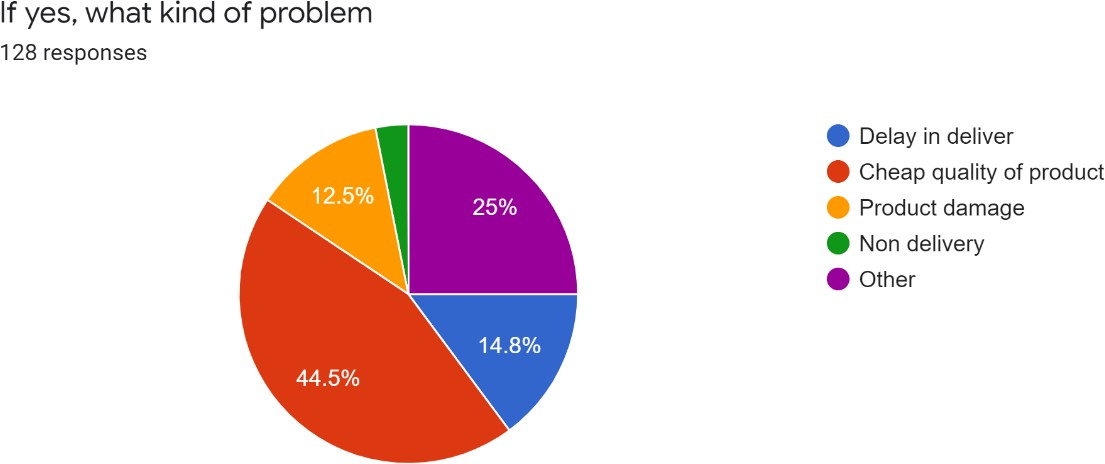 If yes, what kind of problem
128 responses
12.5%
25%
14.8%
44.5%
Delay in deliver
Cheap quality of product
Product damage
Non delivery
Other